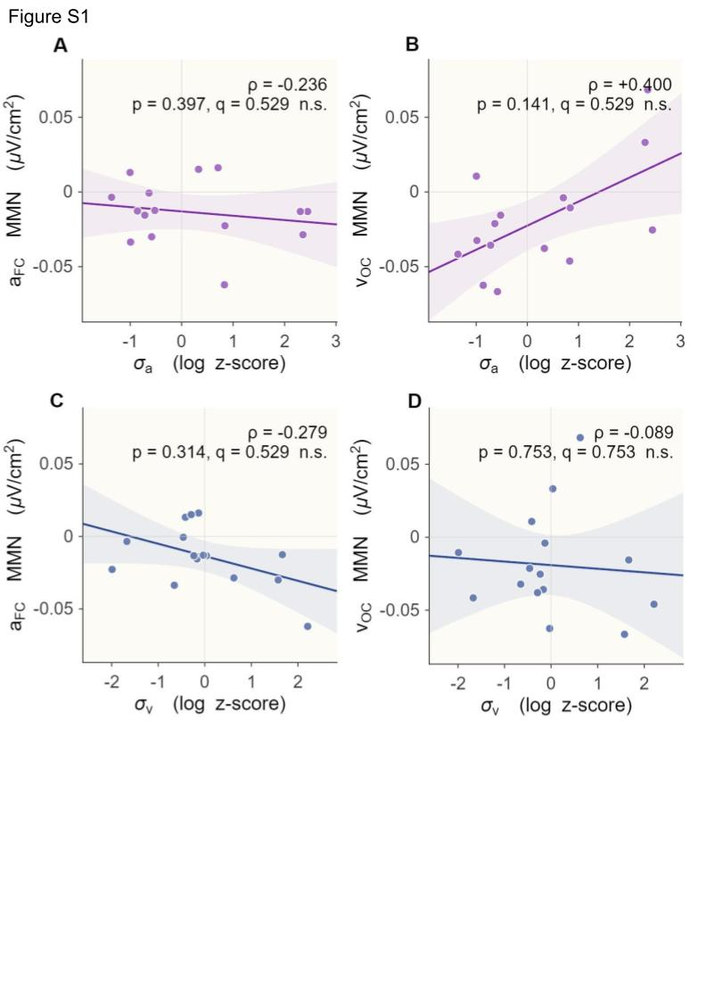 Figure S1
A
ρ = -0.236
p = 0.397, q = 0.529 n.s.
a_FC MMN (μV/cm²)
0.05
0
-0.05
-1 0 1 2 3
σ_a (log z-score)
B
ρ = +0.400
p = 0.141, q = 0.529 n.s.
v_OC MMN (μV/cm²)
0.05
0
-0.05
-1 0 1 2 3
σ_a (log z-score)
C
ρ = -0.279
p = 0.314, q = 0.529 n.s.
a_FC MMN (μV/cm²)
0.05
0
-0.05
-2 -1 0 1 2
σ_v (log z-score)
D
ρ = -0.089
p = 0.753, q = 0.753 n.s.
v_OC MMN (μV/cm²)
0.05
0
-0.05
-2 -1 0 1 2
σ_v (log z-score)